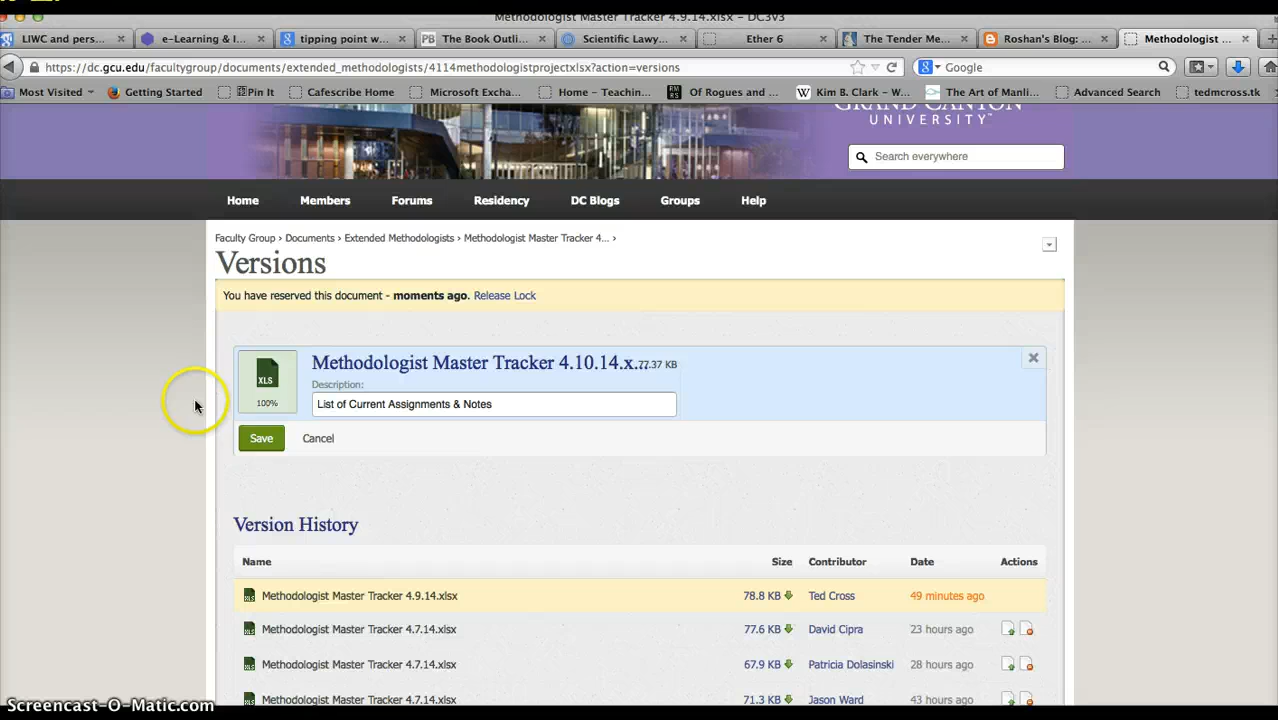 Methodologist Master Tracker 4.9.14.xlsx - DC3V3
LIWC and pers... e-Learning & I... tipping point w... The Book Outli... Scientific Lawy... Ether 6 The Tender Me... Roshan's Blog: ... Methodologist ...
https://dc.gcu.edu/facultygroup/documents/extended_methodologists/4114methodologistprojectxlsx?action=versions Google
Most Visited Getting Started Pin It Cafescribe Home Microsoft Excha... Home – Teachin... Of Rogues and ... Kim B. Clark – W... The Art of Manli... Advanced Search tedmcross.tk
GRAND CANYON
UNIVERSITY™
Search everywhere
Home Members Forums Residency DC Blogs Groups Help
Faculty Group › Documents › Extended Methodologists › Methodologist Master Tracker 4... ›
Versions
You have reserved this document - moments ago. Release Lock
Methodologist Master Tracker 4.10.14.x... 77.37 KB
Description:
XLS
100%
List of Current Assignments & Notes
Save Cancel
Version History
Name Size Contributor Date Actions
Methodologist Master Tracker 4.9.14.xlsx 78.8 KB Ted Cross 49 minutes ago
Methodologist Master Tracker 4.7.14.xlsx 77.6 KB David Cipra 23 hours ago
Methodologist Master Tracker 4.7.14.xlsx 67.9 KB Patricia Dolasinski 28 hours ago
Methodologist Master Tracker 4.7.14.xlsx 71.3 KB Jason Ward 43 hours ago
Screencast-O-Matic.com